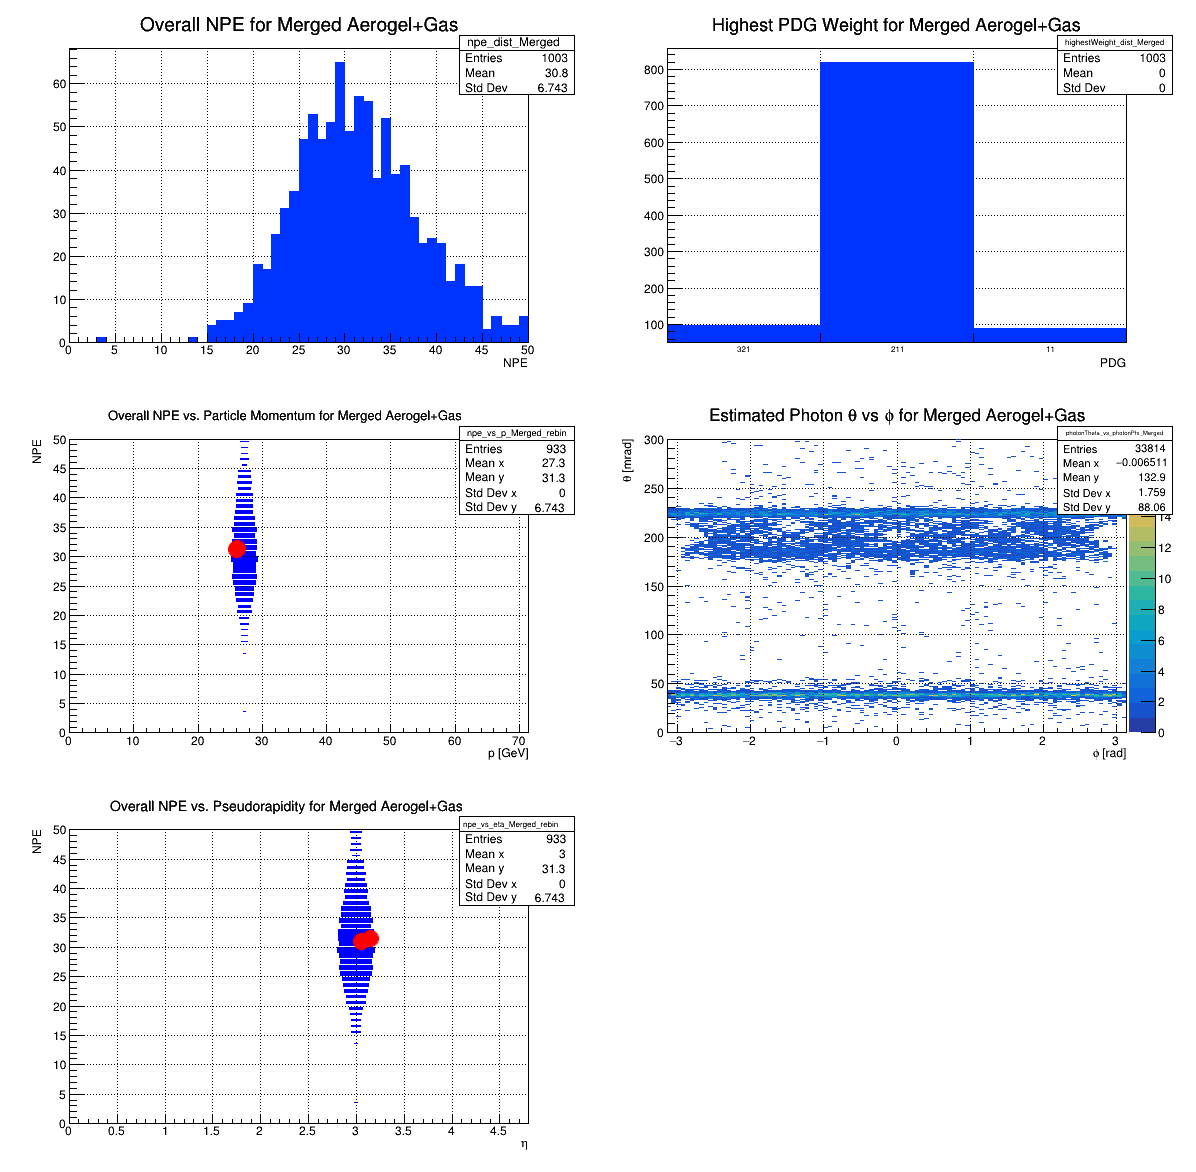 Overall NPE for Merged Aerogel+Gas
npe_dist_Merged
Entries 1003
Mean 30.8
Std Dev 6.743
60
50
40
30
20
10
0
0 5 10 15 20 25 30 35 40 45 50
NPE
Highest PDG Weight for Merged Aerogel+Gas
highestWeight_dist_Merged
Entries 1003
Mean 0
Std Dev 0
800
700
600
500
400
300
200
100
321 211 11
PDG
Overall NPE vs. Particle Momentum for Merged Aerogel+Gas
npe_vs_p_Merged_rebin
Entries 933
Mean x 27.3
Mean y 31.3
Std Dev x 0
Std Dev y 6.743
NPE
50
45
40
35
30
25
20
15
10
5
0
0 10 20 30 40 50 60 70
p [GeV]
Estimated Photon θ vs ϕ for Merged Aerogel+Gas
photonTheta_vs_photonPhi_Merged
Entries 33814
Mean x −0.006511
Mean y 132.9
Std Dev x 1.759
Std Dev y 88.06
θ [mrad]
300
250
200
150
100
50
0
−3 −2 −1 0 1 2 3
ϕ [rad]
14
12
10
8
6
4
2
0
Overall NPE vs. Pseudorapidity for Merged Aerogel+Gas
npe_vs_eta_Merged_rebin
Entries 933
Mean x 3
Mean y 31.3
Std Dev x 0
Std Dev y 6.743
NPE
50
45
40
35
30
25
20
15
10
5
0
0 0.5 1 1.5 2 2.5 3 3.5 4 4.5
η